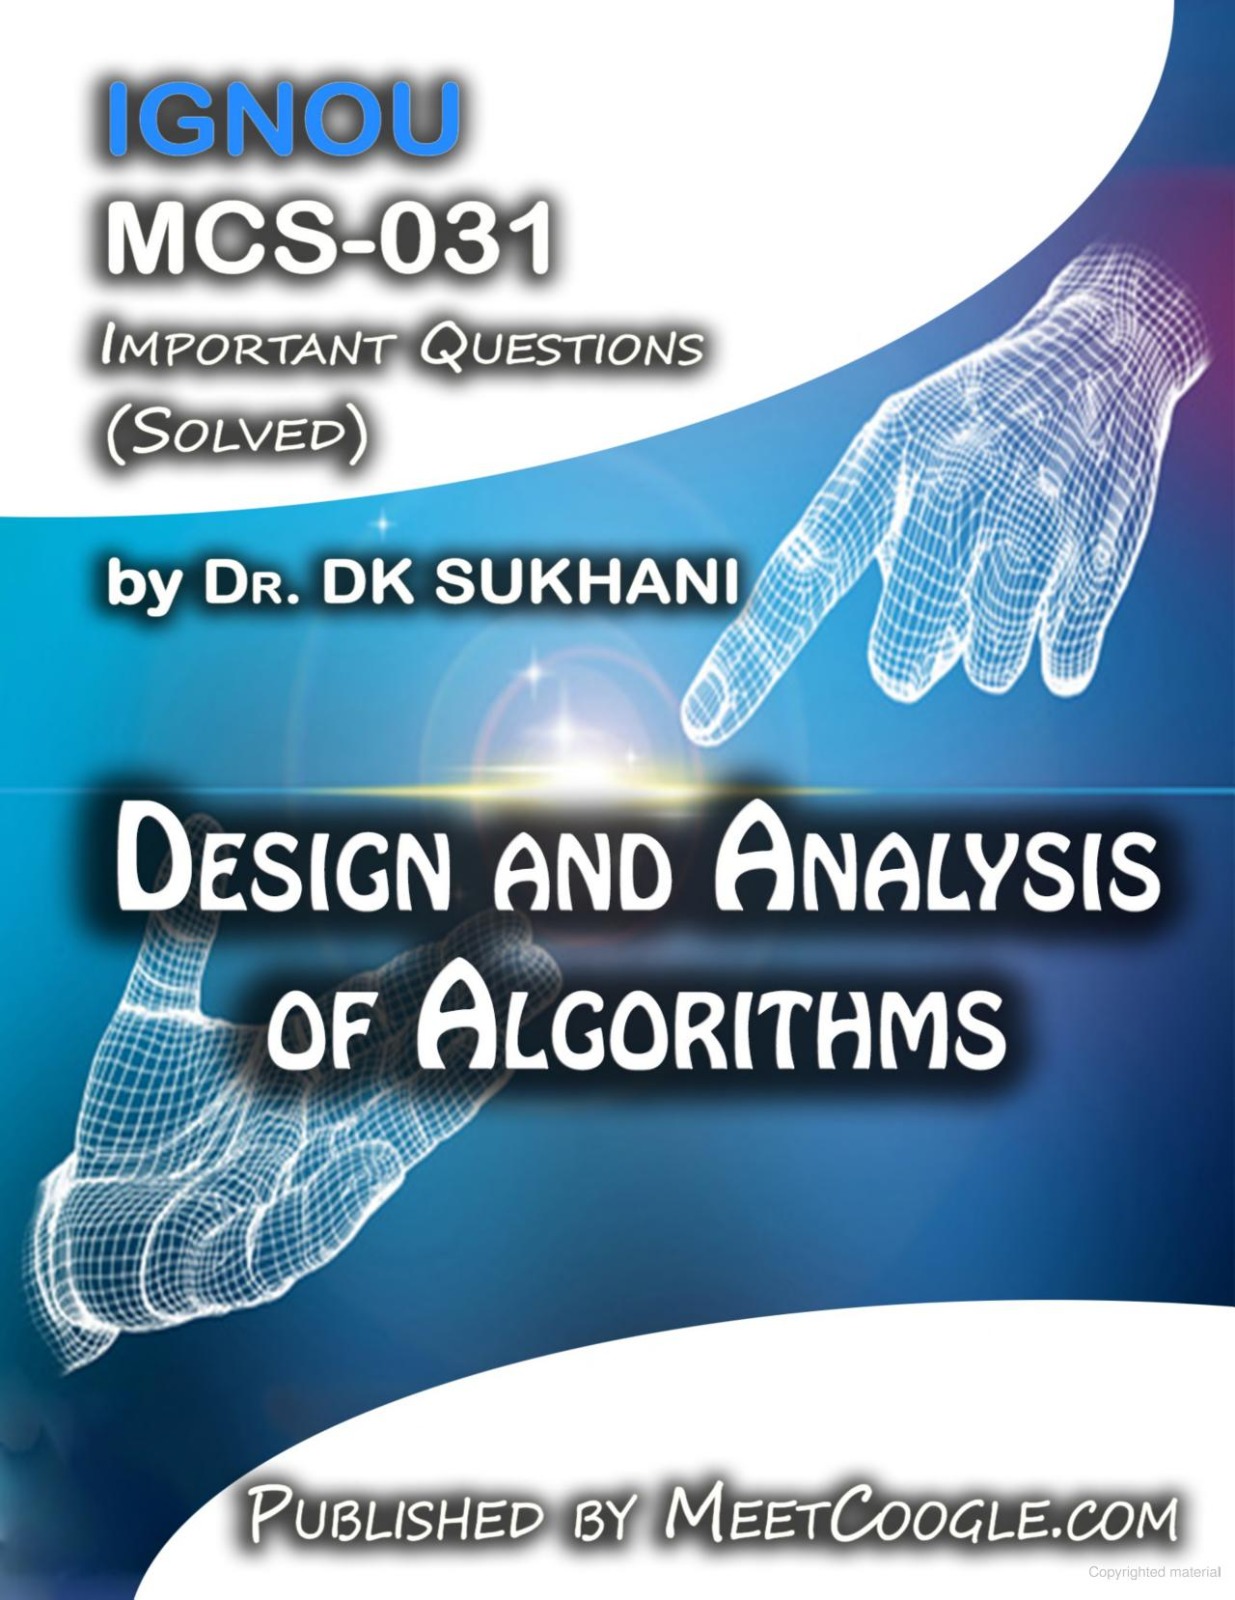 IGNOU
MCS-031
IMPORTANT QUESTIONS
(SOLVED)
by DR. DK SUKHANI
DESIGN AND ANALYSIS
OF ALGORITHMS
PUBLISHED BY MEETCOOGLE.COM
Copyrighted material